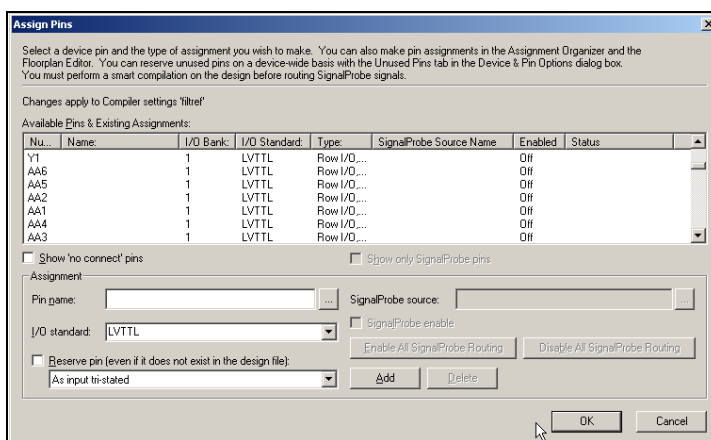 Assign Pins
Select a device pin and the type of assignment you wish to make. You can also make pin assignments in the Assignment Organizer and the
Floorplan Editor. You can reserve unused pins on a device-wide basis with the Unused Pins tab in the Device & Pin Options dialog box.
You must perform a smart compilation on the design before routing SignalProbe signals.
Changes apply to Compiler settings 'filtref'
Available Pins & Existing Assignments:
Nu... Name: I/O Bank: I/O Standard: Type: SignalProbe Source Name Enabled Status
Y1 1 LVTTL Row I/O,... Off
AA6 1 LVTTL Row I/O,... Off
AA5 1 LVTTL Row I/O,... Off
AA2 1 LVTTL Row I/O,... Off
AA1 1 LVTTL Row I/O,... Off
AA4 1 LVTTL Row I/O,... Off
AA3 1 LVTTL Row I/O,... Off
Show 'no connect' pins Show only SignalProbe pins
Assignment
Pin name: ... SignalProbe source: ...
I/O standard: LVTTL SignalProbe enable
Enable All SignalProbe Routing Disable All SignalProbe Routing
Reserve pin (even if it does not exist in the design file):
As input tri-stated Add Delete
OK Cancel